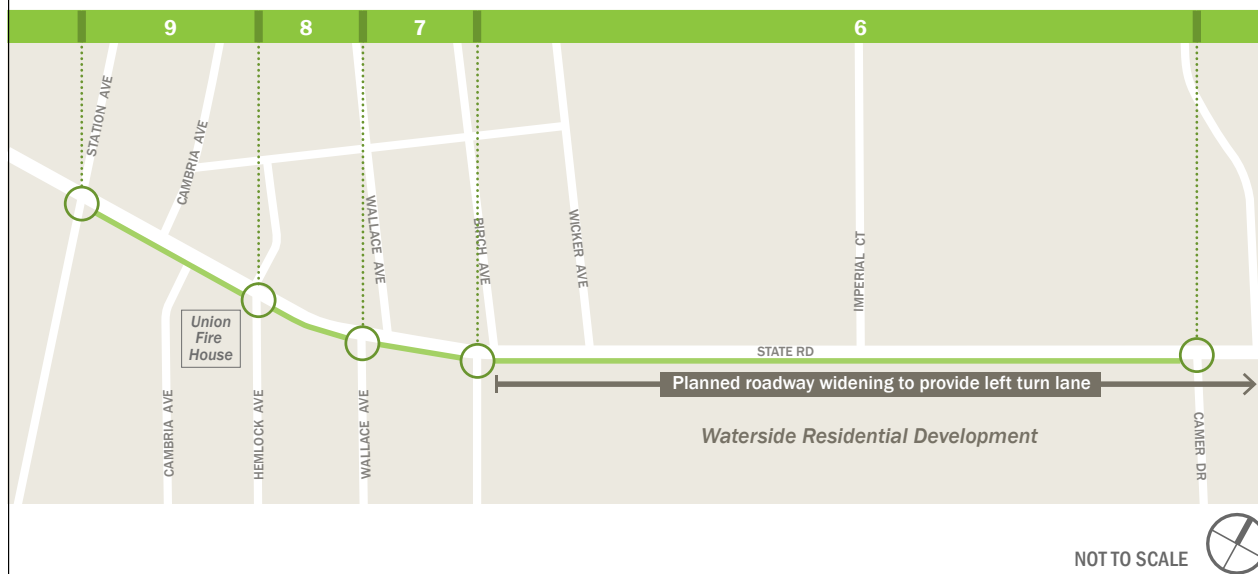 9 8 7 6
STATION AVE
CAMBRIA AVE
WALLACE AVE
BIRCH AVE
WICKER AVE
IMPERIAL CT
Union
Fire
House
STATE RD
Planned roadway widening to provide left turn lane
Waterside Residential Development
CAMBRIA AVE
HEMLOCK AVE
WALLACE AVE
CAMER DR
NOT TO SCALE